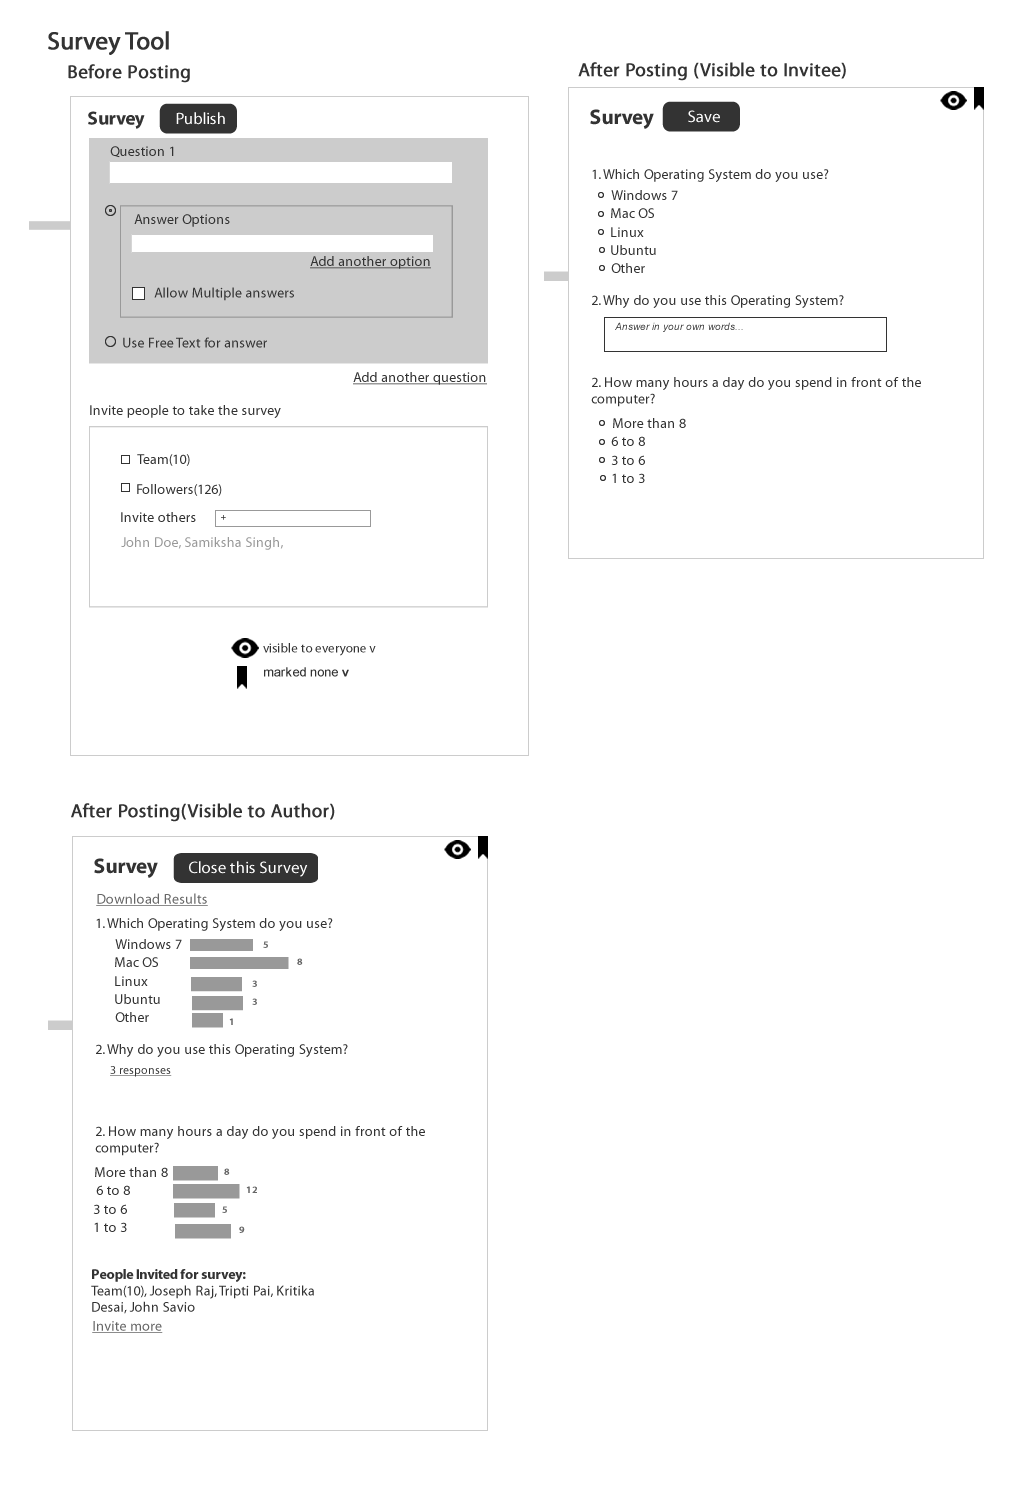 Survey Tool
Before Posting
Survey Publish
Question 1
Answer Options
Add another option
Allow Multiple answers
Use Free Text for answer
Add another question
Invite people to take the survey
Team(10)
Followers(126)
Invite others +
John Doe, Samiksha Singh,
visible to everyone v
marked none v
After Posting (Visible to Invitee)
Survey Save
1. Which Operating System do you use?
Windows 7
Mac OS
Linux
Ubuntu
Other
2. Why do you use this Operating System?
Answer in your own words...
2. How many hours a day do you spend in front of the
computer?
More than 8
6 to 8
3 to 6
1 to 3
After Posting(Visible to Author)
Survey Close this Survey
Download Results
1. Which Operating System do you use?
Windows 7 5
Mac OS 8
Linux 3
Ubuntu 3
Other 1
2. Why do you use this Operating System?
3 responses
2. How many hours a day do you spend in front of the
computer?
More than 8 8
6 to 8 12
3 to 6 5
1 to 3 9
People Invited for survey:
Team(10), Joseph Raj, Tripti Pai, Kritika
Desai, John Savio
Invite more